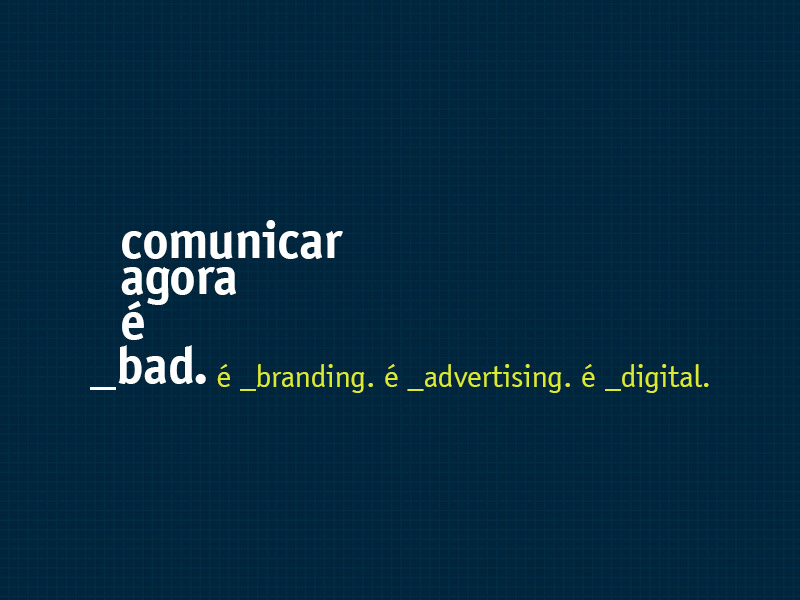 comunicar
agora
é
_bad. é _branding. é _advertising. é _digital.